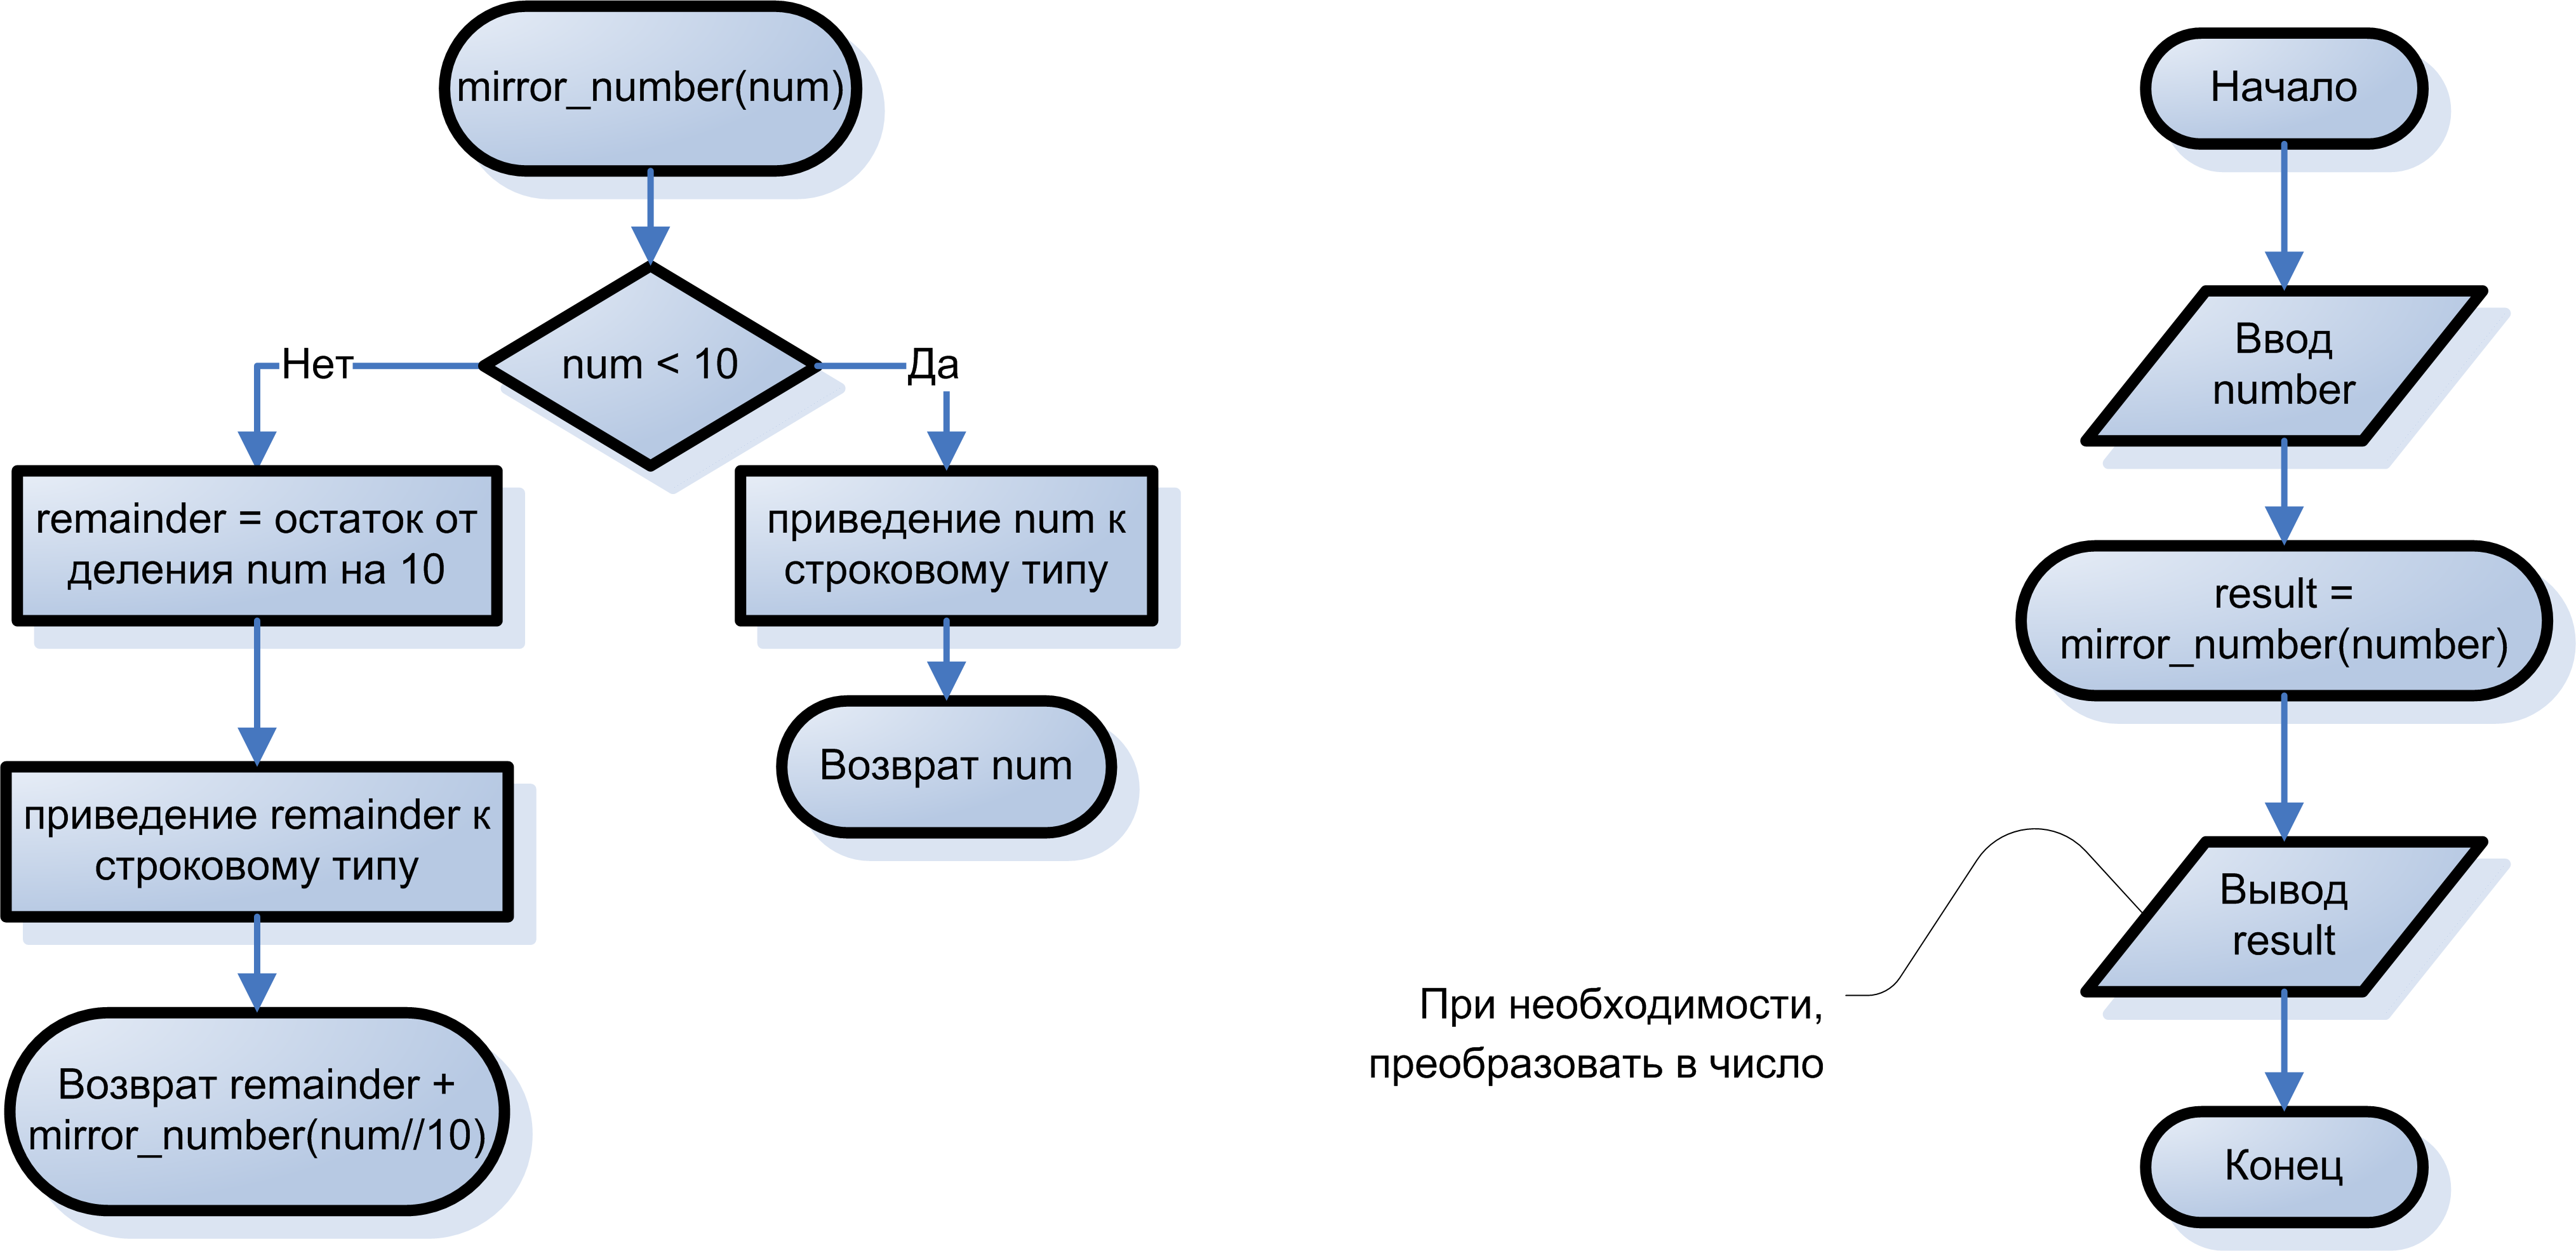 mirror_number(num)
num < 10
Нет
Да
remainder = остаток от
деления num на 10
приведение num к
строковому типу
приведение remainder к
строковому типу
Возврат num
Возврат remainder +
mirror_number(num//10)
Начало
Ввод
number
result =
mirror_number(number)
Вывод
result
При необходимости,
преобразовать в число
Конец